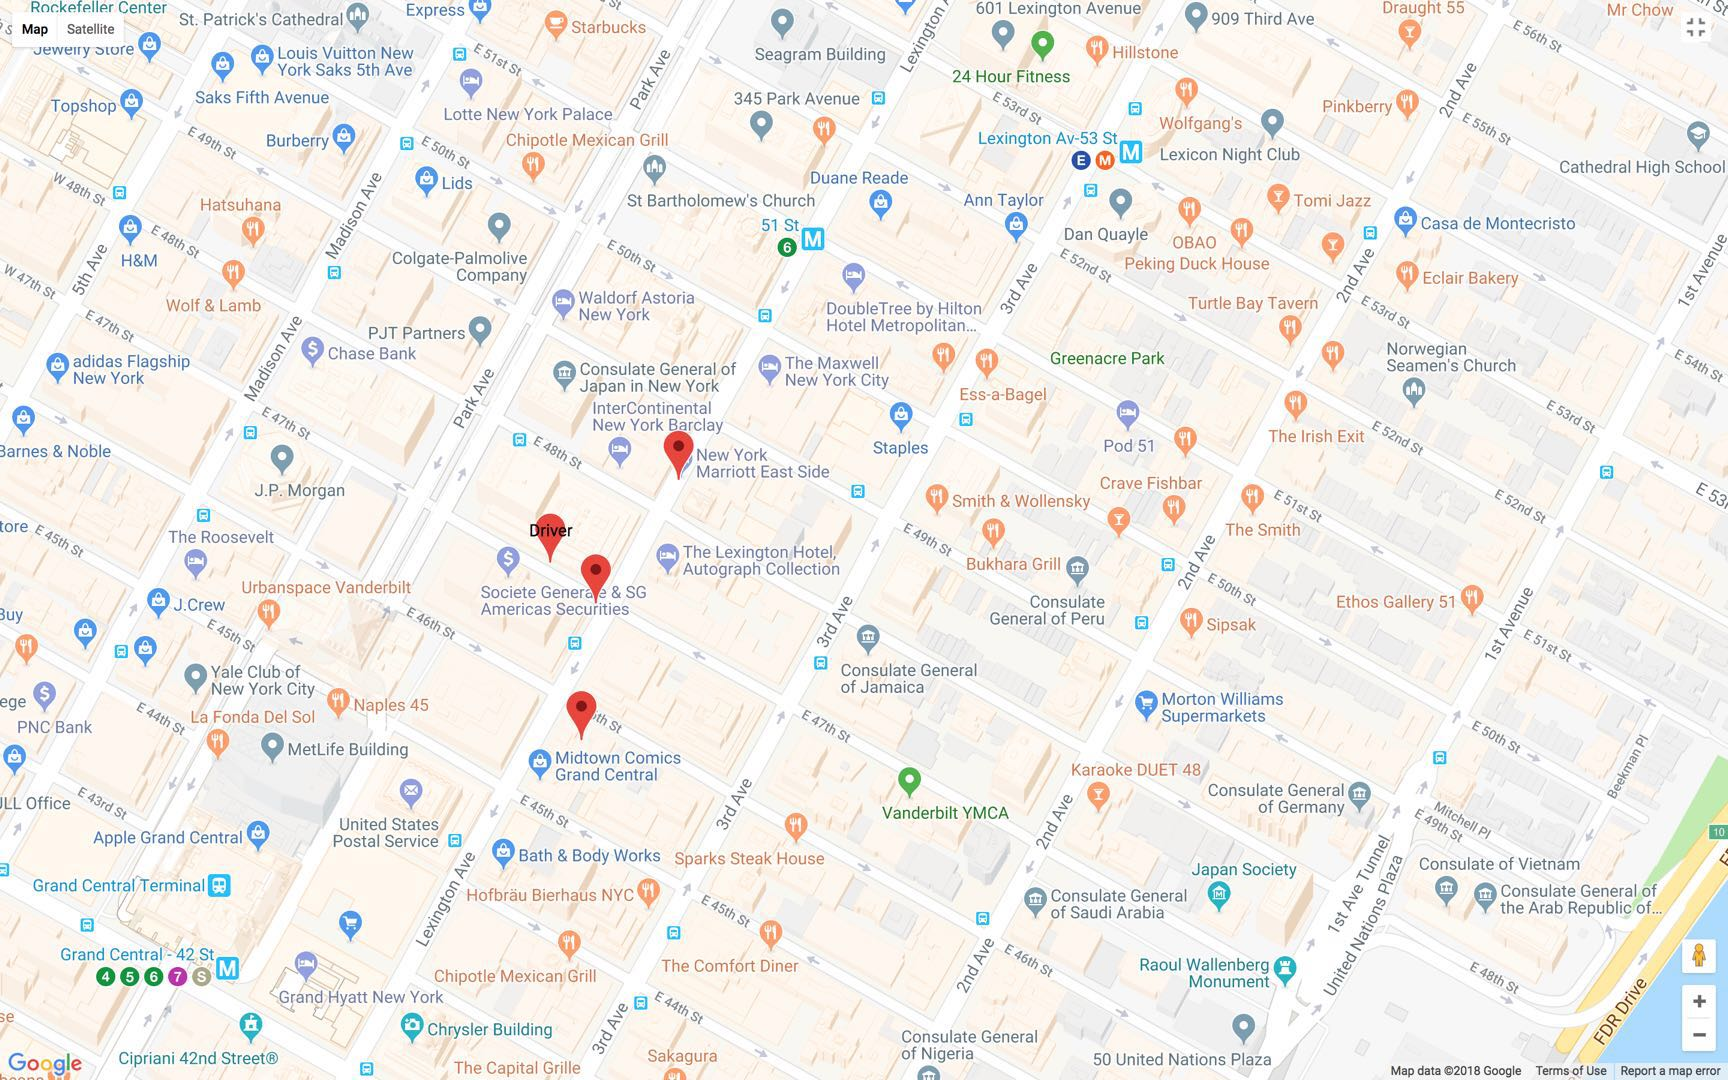 Rockefeller Center
Map
Satellite
St. Patrick's Cathedral
Express
Starbucks
Seagram Building
601 Lexington Avenue
909 Third Ave
Draught 55
Mr Chow
E 56th St
Jewelry Store
Louis Vuitton New
York Saks 5th Ave
E 51st St
Park Ave
Lexington
24 Hour Fitness
Hillstone
Saks Fifth Avenue
Topshop
Lotte New York Palace
345 Park Avenue
E 53rd St
Wolfgang's
Pinkberry
2nd Ave
E 55th St
Burberry
E 49th St
E 50th St
Chipotle Mexican Grill
Lexington Av-53 St
E M
Lexicon Night Club
Cathedral High School
W 48th St
Lids
Duane Reade
St Bartholomew's Church
Ann Taylor
Tomi Jazz
Hatsuhana
Madison Ave
51 St
6
Dan Quayle
OBAO
Casa de Montecristo
E 48th St
H&M
5th Ave
Colgate-Palmolive
Company
E 50th St
E 52nd St
Peking Duck House
2nd Ave
Eclair Bakery
1st Avenue
W 47th St
Wolf & Lamb
Waldorf Astoria
New York
DoubleTree by Hilton
Hotel Metropolitan...
3rd Ave
Turtle Bay Tavern
E 53rd St
E 47th St
PJT Partners
Chase Bank
Madison Ave
adidas Flagship
New York
Consulate General of
Japan in New York
The Maxwell
New York City
Greenacre Park
Norwegian
Seamen's Church
E 54th St
Park Ave
InterContinental
New York Barclay
Ess-a-Bagel
E 47th St
Barnes & Noble
E 48th St
New York
Marriott East Side
Staples
Pod 51
The Irish Exit
E 53rd St
J.P. Morgan
Smith & Wollensky
Crave Fishbar
E 51st St
E 52nd St
E 53
The Roosevelt
E 45th St
Driver
The Lexington Hotel,
Autograph Collection
E 49th St
Bukhara Grill
The Smith
2nd Ave
Urbanspace Vanderbilt
J.Crew
Societe Generale & SG
Americas Securities
Consulate
General of Peru
E 50th St
Ethos Gallery 51
1st Avenue
E 46th St
E 45th St
3rd Ave
Sipsak
E 51st St
Yale Club of
New York City
Consulate General
of Jamaica
PNC Bank
E 44th St
La Fonda Del Sol
Naples 45
E 47th St
Morton Williams
Supermarkets
E 50th St
MetLife Building
Midtown Comics
Grand Central
Beekman Pl
E 43rd St
United States
Postal Service
E 45th St
3rd Ave
Vanderbilt YMCA
2nd Ave
Karaoke DUET 48
Consulate General
of Germany
Mitchell Pl
E 49th St
Apple Grand Central
Bath & Body Works
Sparks Steak House
Japan Society
Consulate of Vietnam
10
Grand Central Terminal
Lexington Ave
Hofbräu Bierhaus NYC
E 45th St
Consulate General
of Saudi Arabia
1st Ave Tunnel
United Nations Plaza
Consulate General of
the Arab Republic of...
Grand Central - 42 St
4 5 6 7 S
Chipotle Mexican Grill
The Comfort Diner
2nd Ave
E 46th St
Raoul Wallenberg
Monument
E 48th St
Grand Hyatt New York
E 44th St
FDR Drive
Chrysler Building
3rd Ave
Consulate General
of Nigeria
50 United Nations Plaza
Cipriani 42nd Street®
The Capital Grille
Sakagura
Google
Map data ©2018 Google
Terms of Use
Report a map error